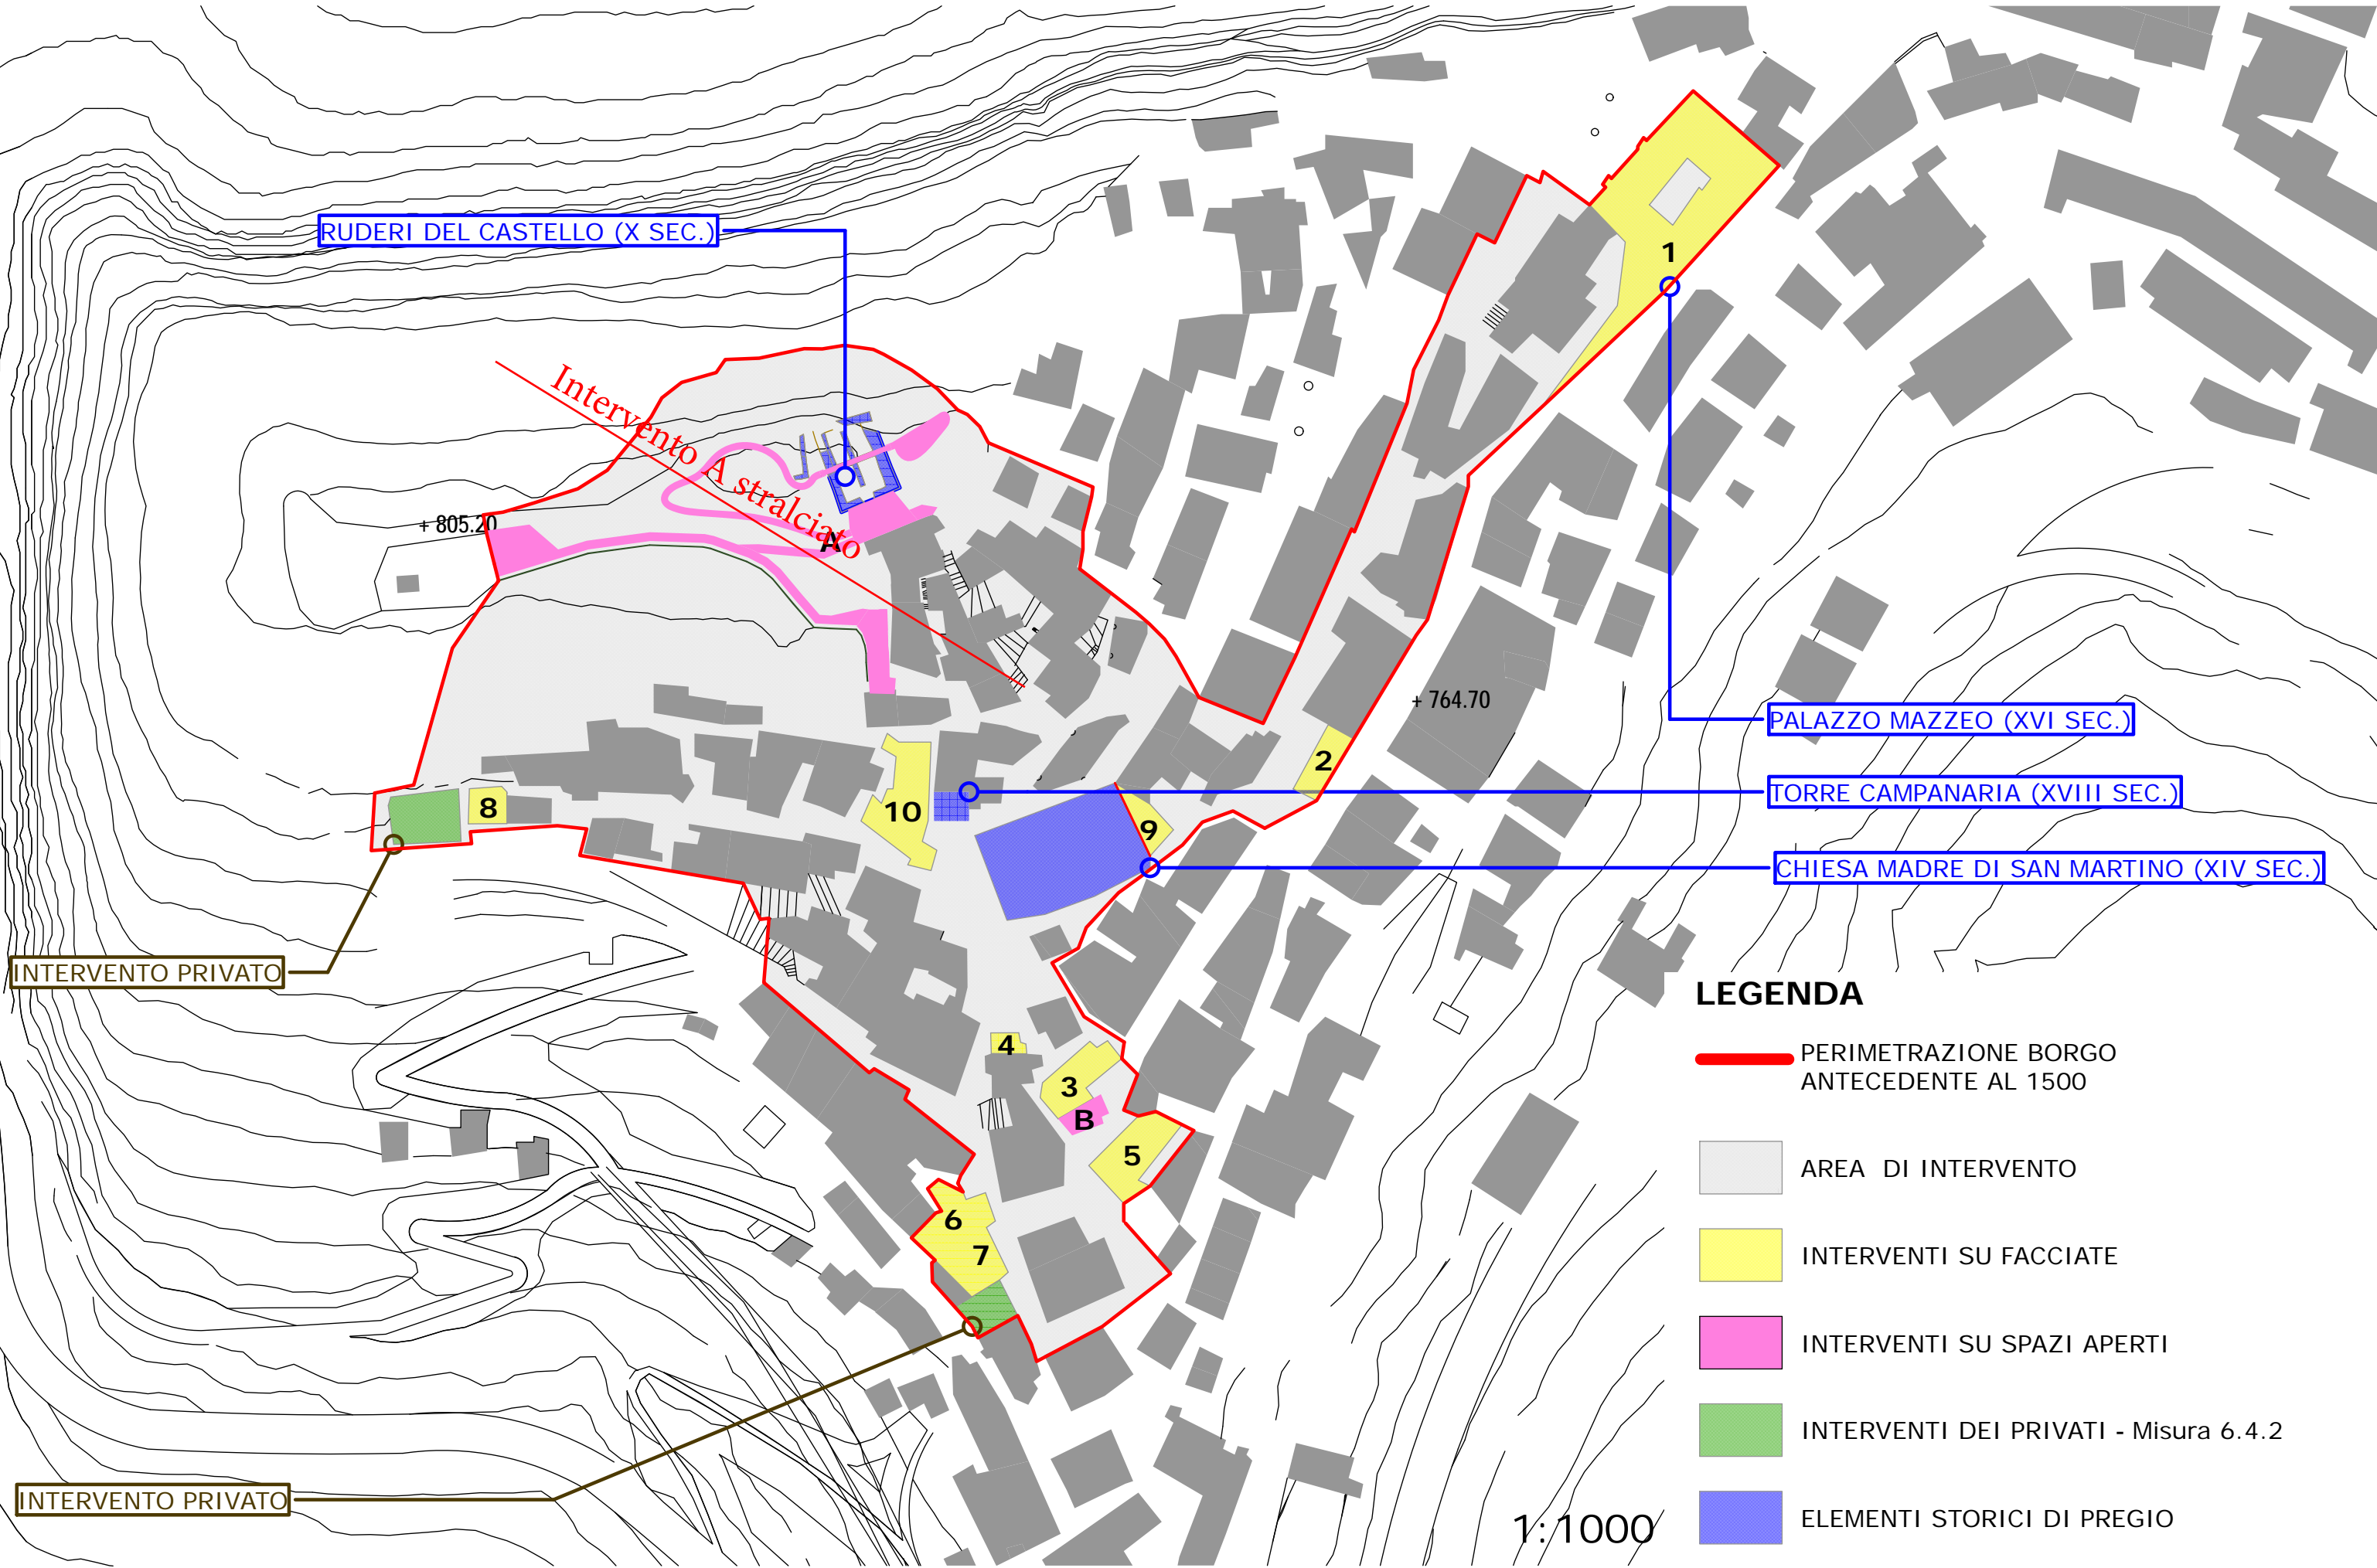 RUDERI DEL CASTELLO (X SEC.)
1
Intervento A stralciato
+ 805.20
A
+ 764.70
PALAZZO MAZZEO (XVI SEC.)
2
TORRE CAMPANARIA (XVIII SEC.)
8
10
9
CHIESA MADRE DI SAN MARTINO (XIV SEC.)
INTERVENTO PRIVATO
LEGENDA
PERIMETRAZIONE BORGO
ANTECEDENTE AL 1500
4
3
B
5
AREA DI INTERVENTO
6
7
INTERVENTI SU FACCIATE
INTERVENTI SU SPAZI APERTI
INTERVENTI DEI PRIVATI - Misura 6.4.2
INTERVENTO PRIVATO
1:1000
ELEMENTI STORICI DI PREGIO